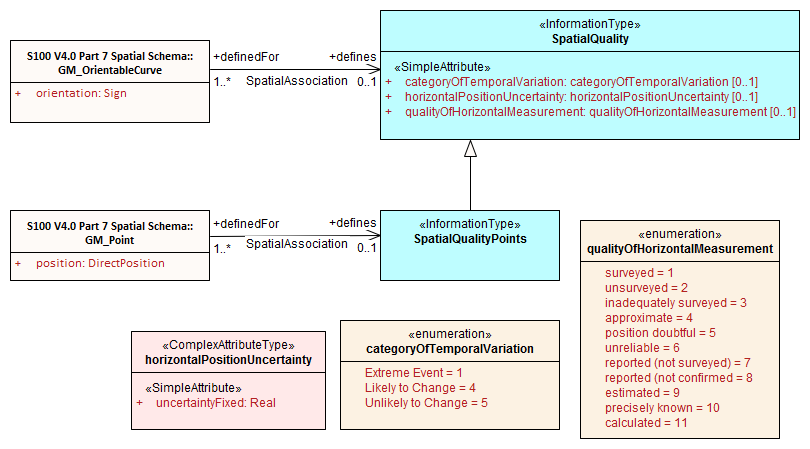 «InformationType»
SpatialQuality
«SimpleAttribute»
+ categoryOfTemporalVariation: categoryOfTemporalVariation [0..1]
+ horizontalPositionUncertainty: horizontalPositionUncertainty [0..1]
+ qualityOfHorizontalMeasurement: qualityOfHorizontalMeasurement [0..1]
S100 V4.0 Part 7 Spatial Schema::
GM_OrientableCurve
+ orientation: Sign
+definedFor +defines
1..* SpatialAssociation 0..1
S100 V4.0 Part 7 Spatial Schema::
GM_Point
+ position: DirectPosition
+definedFor +defines
1..* SpatialAssociation 0..1
«InformationType»
SpatialQualityPoints
«enumeration»
qualityOfHorizontalMeasurement
surveyed = 1
unsurveyed = 2
inadequately surveyed = 3
approximate = 4
position doubtful = 5
unreliable = 6
reported (not surveyed) = 7
reported (not confirmed = 8
estimated = 9
precisely known = 10
calculated = 11
«ComplexAttributeType»
horizontalPositionUncertainty
«SimpleAttribute»
+ uncertaintyFixed: Real
«enumeration»
categoryOfTemporalVariation
Extreme Event = 1
Likely to Change = 4
Unlikely to Change = 5